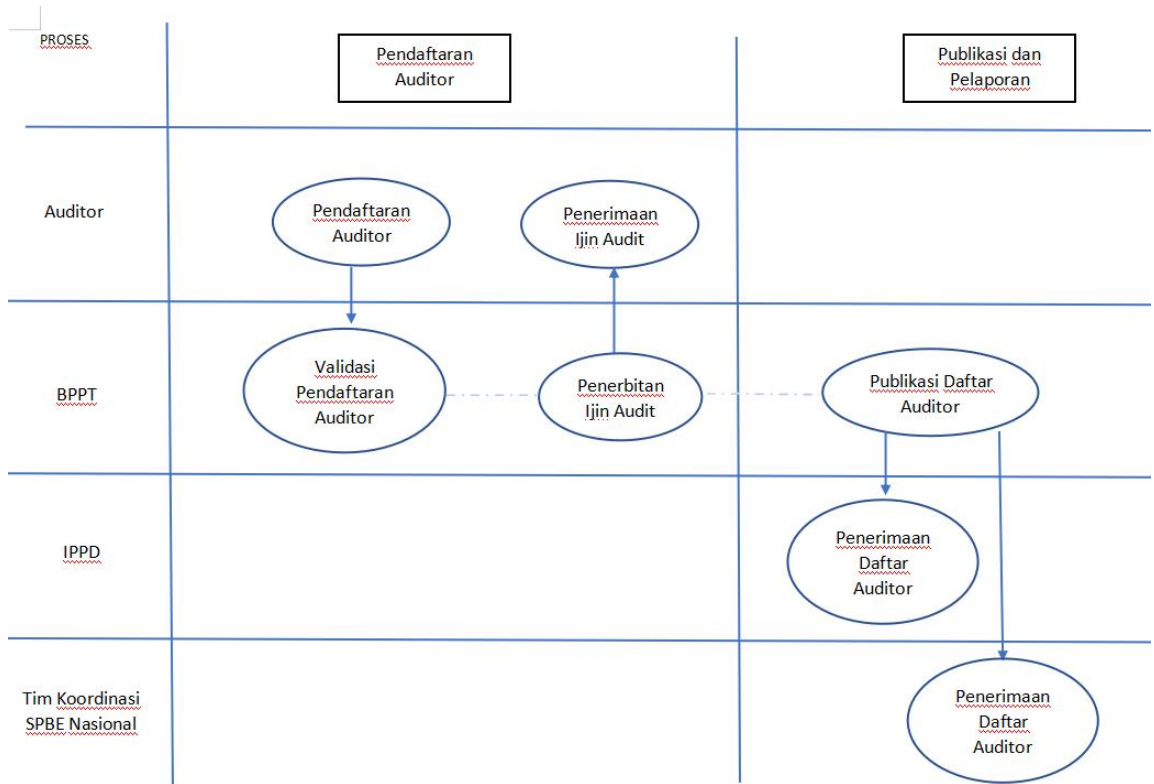 PROSES
Pendaftaran
Auditor
Publikasi dan
Pelaporan
Auditor
Pendaftaran
Auditor
Penerimaan
Ijin Audit
BPPT
Validasi
Pendaftaran
Auditor
Penerbitan
Ijin Audit
Publikasi Daftar
Auditor
IPPD
Penerimaan
Daftar
Auditor
Tim Koordinasi
SPBE Nasional
Penerimaan
Daftar
Auditor